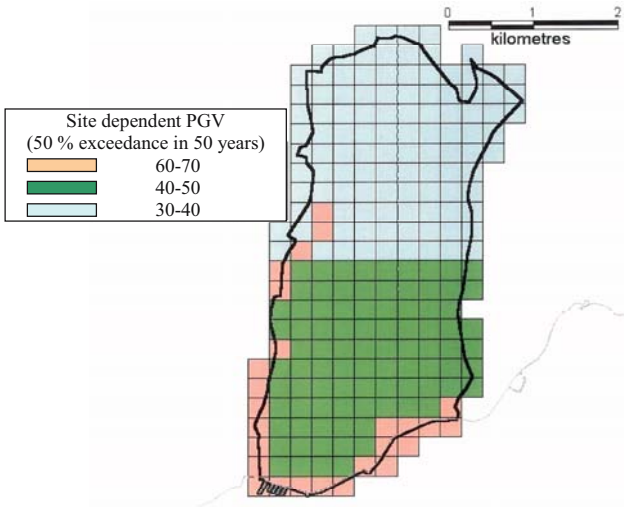 0 1 2
kilometres
Site dependent PGV
(50 % exceedance in 50 years)
60-70
40-50
30-40